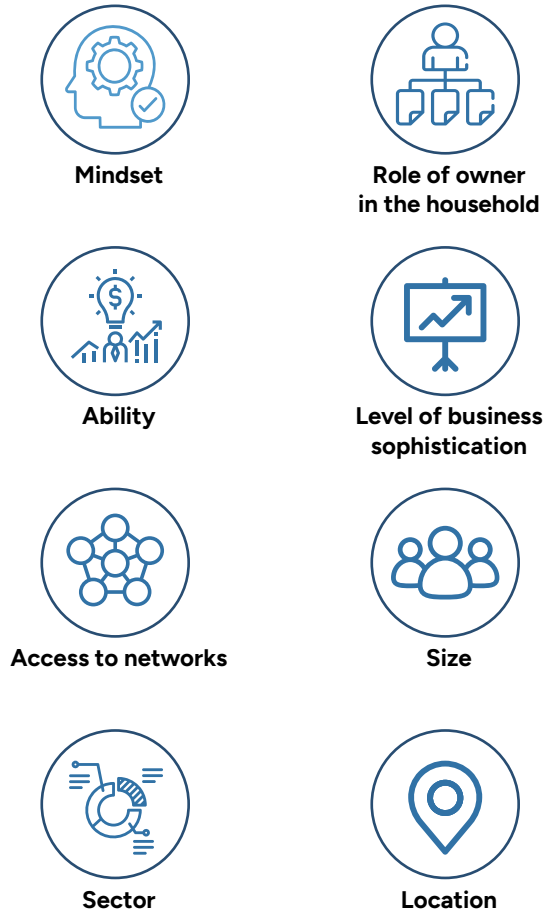 Mindset
Role of owner
in the household
Ability
Level of business
sophistication
Access to networks
Size
Sector
Location